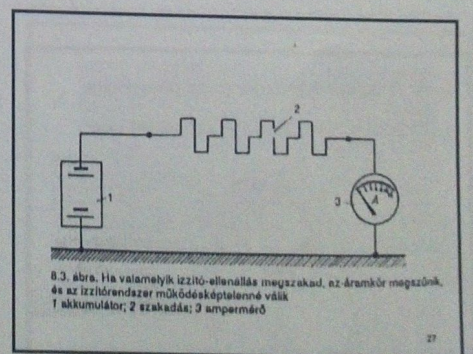 2
1
3
A
8.3. ábra. Ha valamelyik izzító-ellenállás megszakad, az áramkör megszűnik,
és az izzítórendszer működésképtelenné válik
1 akkumulátor; 2 szakadás; 3 ampermérő
27